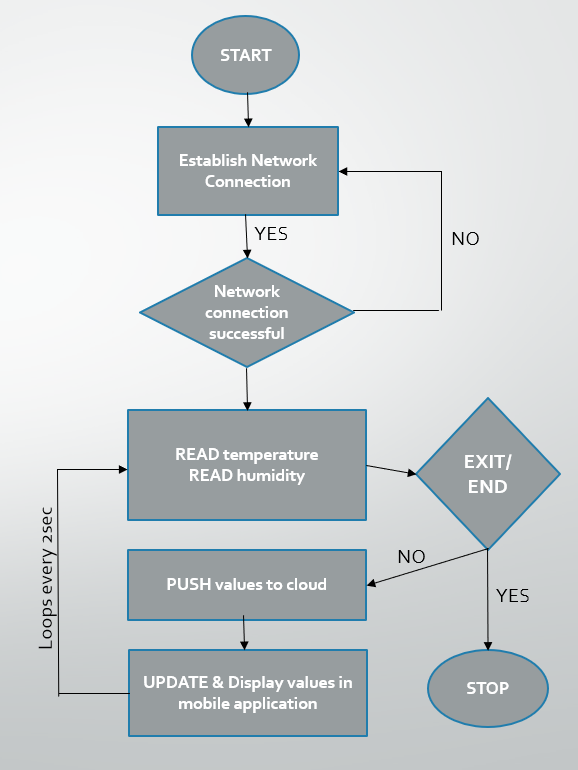 START
Establish Network
Connection
YES
NO
Network
connection
successful
READ temperature
READ humidity
EXIT/
END
NO
YES
PUSH values to cloud
Loops every 2sec
UPDATE & Display values in
mobile application
STOP